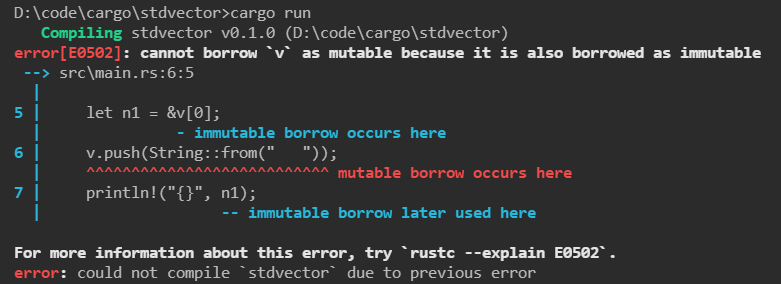 D:\code\cargo\stdvector>cargo run
   Compiling stdvector v0.1.0 (D:\code\cargo\stdvector)
error[E0502]: cannot borrow `v` as mutable because it is also borrowed as immutable
 --> src\main.rs:6:5
  |
5 |     let n1 = &v[0];
  |               - immutable borrow occurs here
6 |     v.push(String::from("   "));
  |     ^^^^^^^^^^^^^^^^^^^^^^^^^^^ mutable borrow occurs here
7 |     println!("{}", n1);
  |                    -- immutable borrow later used here

For more information about this error, try `rustc --explain E0502`.
error: could not compile `stdvector` due to previous error